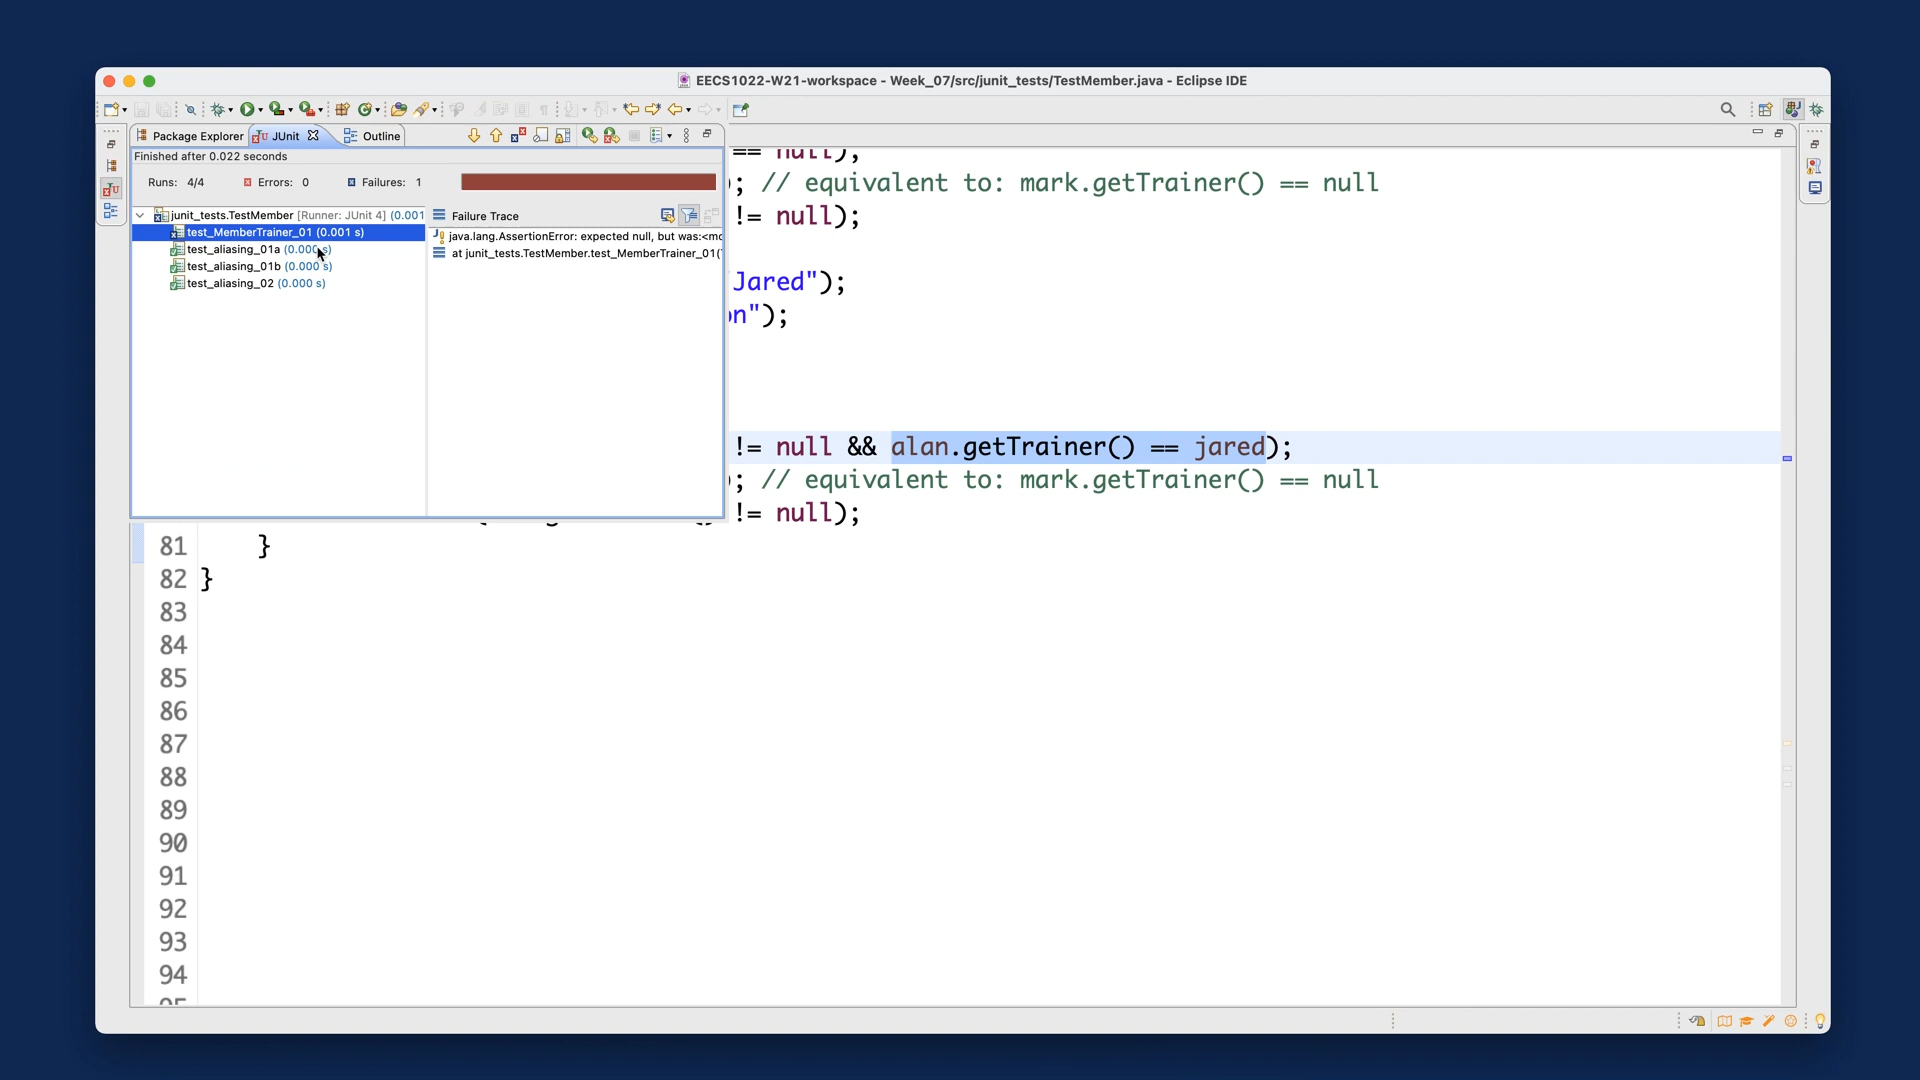 EECS1022-W21-workspace - Week_07/src/junit_tests/TestMember.java - Eclipse IDE
Package Explorer
JUnit
Outline
Finished after 0.022 seconds
Runs: 4/4
Errors: 0
Failures: 1
junit_tests.TestMember [Runner: JUnit 4] (0.001
test_MemberTrainer_01 (0.001 s)
test_aliasing_01a (0.000 s)
test_aliasing_01b (0.000 s)
test_aliasing_02 (0.000 s)
Failure Trace
java.lang.AssertionError: expected null, but was:<mo
at junit_tests.TestMember.test_MemberTrainer_01(
== null);
); // equivalent to: mark.getTrainer() == null
!= null);
Jared");
on");
!= null && alan.getTrainer() == jared);
); // equivalent to: mark.getTrainer() == null
!= null);
81 }
82 }
83
84
85
86
87
88
89
90
91
92
93
94